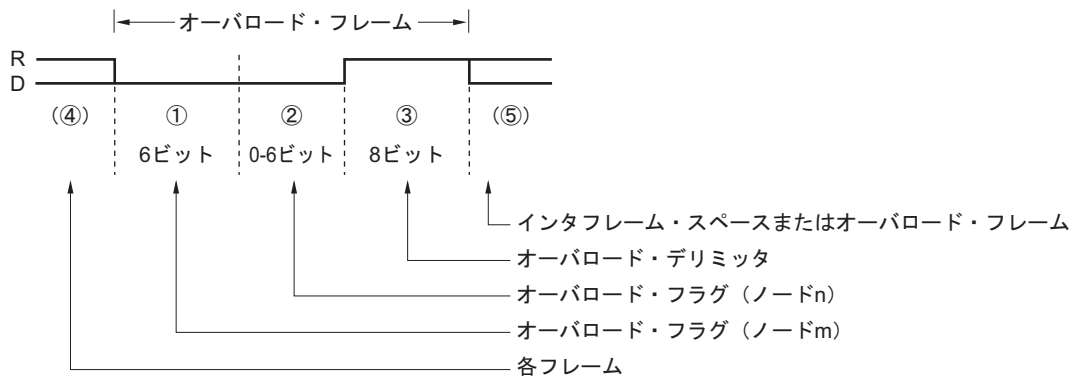 オーバロード・フレーム
R
D
(④) ① ② ③ (⑤)
6ビット 0-6ビット 8ビット
インタフレーム・スペースまたはオーバロード・フレーム
オーバロード・デリミッタ
オーバロード・フラグ（ノードn）
オーバロード・フラグ（ノードm）
各フレーム